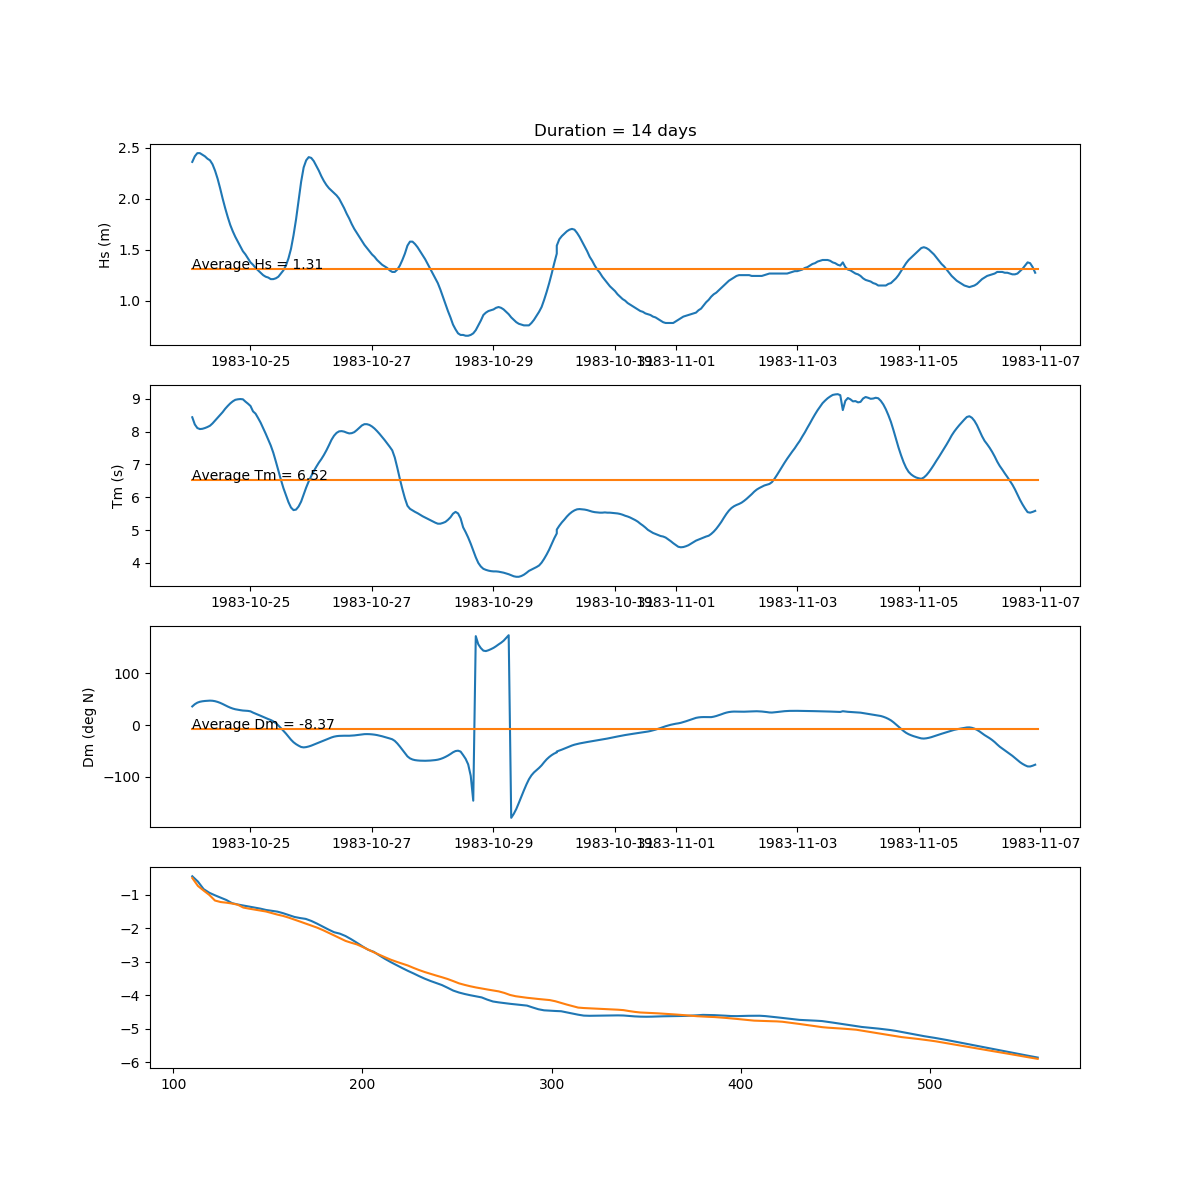 Duration = 14 days
2.5
2.0
1.5
1.0
Hs (m)
Average Hs = 1.31
1983-10-25 1983-10-27 1983-10-29 1983-10-31 1983-11-01 1983-11-03 1983-11-05 1983-11-07
9
8
7
6
5
4
Tm (s)
Average Tm = 6.52
1983-10-25 1983-10-27 1983-10-29 1983-10-31 1983-11-01 1983-11-03 1983-11-05 1983-11-07
100
0
−100
Dm (deg N)
Average Dm = -8.37
1983-10-25 1983-10-27 1983-10-29 1983-10-31 1983-11-01 1983-11-03 1983-11-05 1983-11-07
−1
−2
−3
−4
−5
−6
100 200 300 400 500